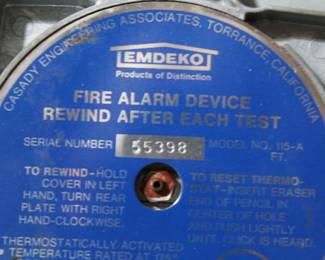 CASADY ENGINEERING ASSOCIATES, TORRANCE, CALIFORNIA
EMDEKO
Products of Distinction
FIRE ALARM DEVICE
REWIND AFTER EACH TEST
SERIAL NUMBER 55398 MODEL NO. 115-A
FT.
TO REWIND-HOLD
COVER IN LEFT
HAND, TURN REAR
PLATE WITH RIGHT
HAND-CLOCKWISE.
TO RESET THERMO-
STAT-INSERT ERASER
END OF PENCIL IN
CENTER OF HOLE
AND PUSH LIGHTLY
UNTIL CLICK IS HEARD.
THERMOSTATICALLY ACTIVATED
TEMPERATURE RATED AT